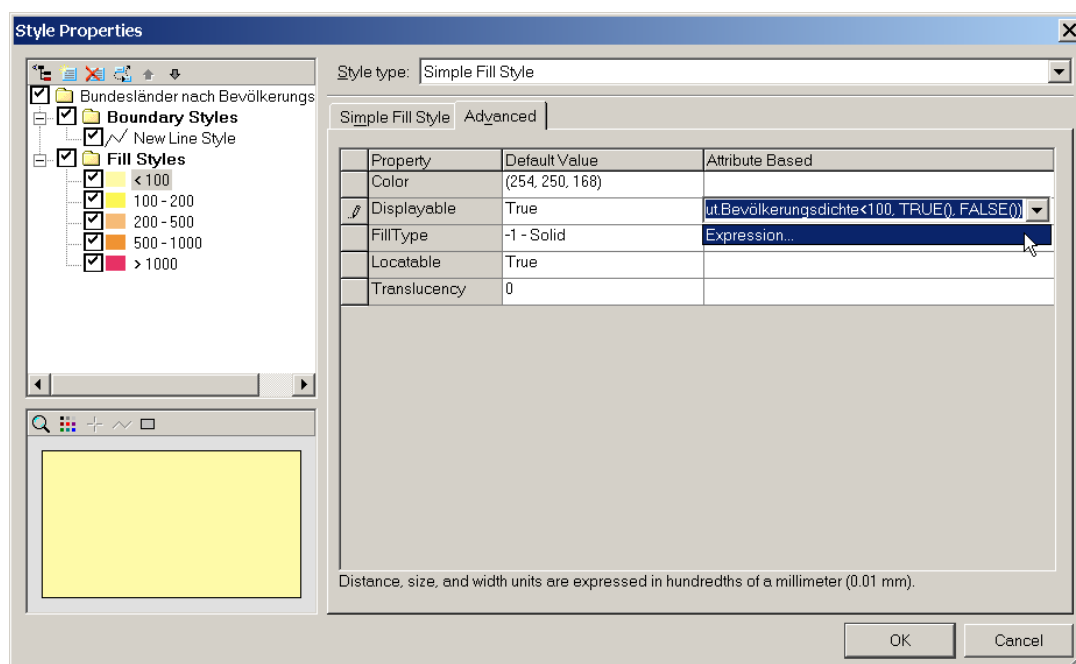 Style Properties
Style type: Simple Fill Style
Bundesländer nach Bevölkerungs
Boundary Styles
New Line Style
Fill Styles
< 100
100 - 200
200 - 500
500 - 1000
> 1000
Simple Fill Style Advanced
Property Default Value Attribute Based
Color (254, 250, 168)
Displayable True ut.Bevölkerungsdichte<100, TRUE(), FALSE())
FillType -1 - Solid Expression...
Locatable True
Translucency 0
Distance, size, and width units are expressed in hundredths of a millimeter (0.01 mm).
OK Cancel